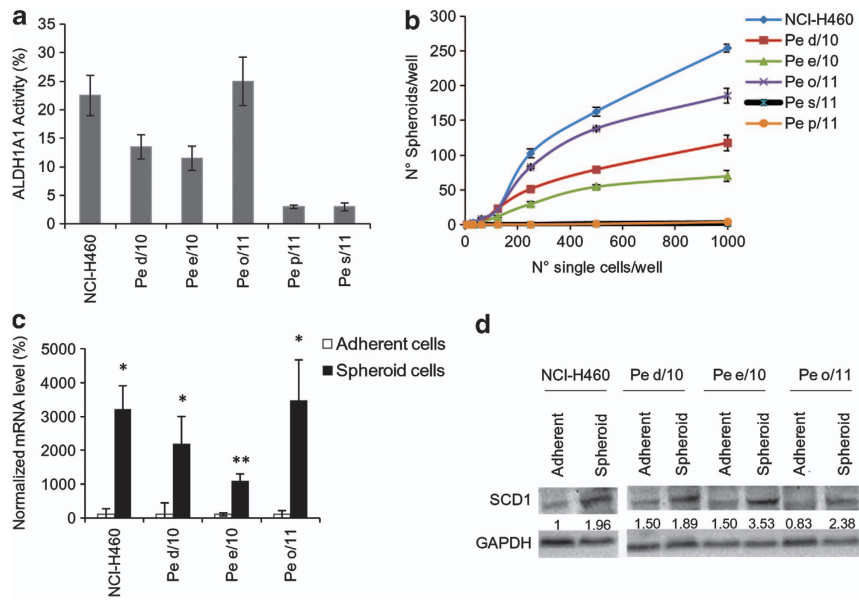 a
ALDH1A1 Activity (%)
40
35
30
25
20
15
10
5
0
NCI-H460
Pe d/10
Pe e/10
Pe o/11
Pe p/11
Pe s/11
b
N° Spheroids/well
300
250
200
150
100
50
0
0 200 400 600 800 1000
N° single cells/well
NCI-H460
Pe d/10
Pe e/10
Pe o/11
Pe s/11
Pe p/11
c
Normalized mRNA level (%)
5000
4000
3000
2000
1000
0
* * ** *
NCI-H460
Pe d/10
Pe e/10
Pe o/11
Adherent cells
Spheroid cells
d
NCI-H460 Pe d/10 Pe e/10 Pe o/11
Adherent Spheroid Adherent Spheroid Adherent Spheroid Adherent Spheroid
SCD1
1 1.96 1.50 1.89 1.50 3.53 0.83 2.38
GAPDH